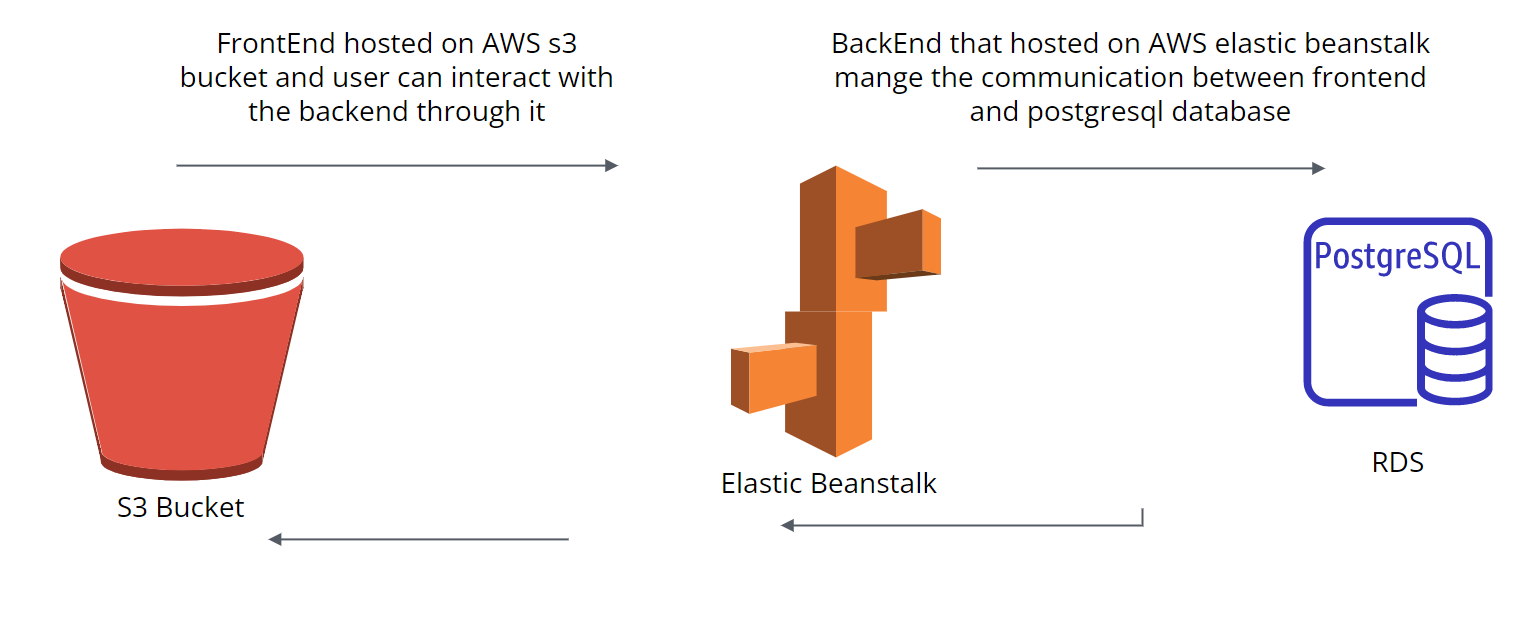 FrontEnd hosted on AWS s3
bucket and user can interact with
the backend through it
BackEnd that hosted on AWS elastic beanstalk
mange the communication between frontend
and postgresql database
PostgreSQL
RDS
Elastic Beanstalk
S3 Bucket